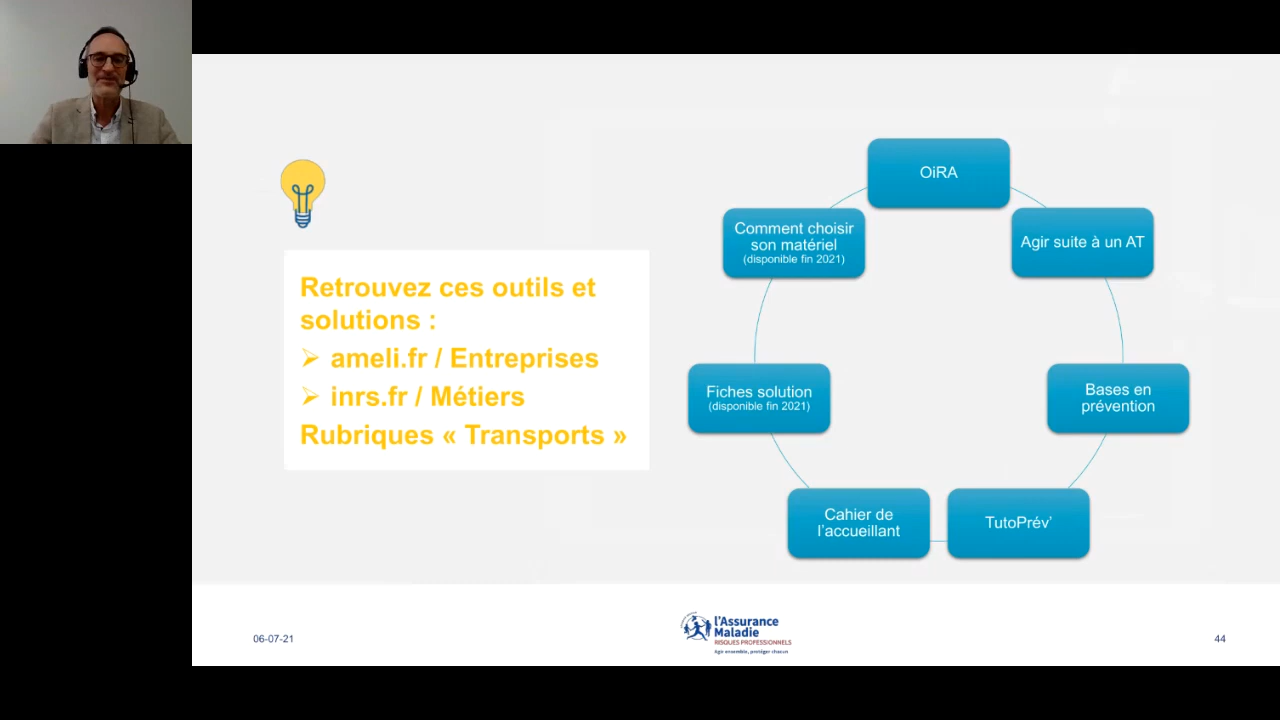 Retrouvez ces outils et
solutions :
ameli.fr / Entreprises
inrs.fr / Métiers
Rubriques « Transports »
OiRA
Agir suite à un AT
Bases en
prévention
TutoPrév'
Cahier de
l'accueillant
Fiches solution
(disponible fin 2021)
Comment choisir
son matériel
(disponible fin 2021)
06-07-21
l'Assurance
Maladie
RISQUES PROFESSIONNELS
Agir ensemble, protéger chacun
44